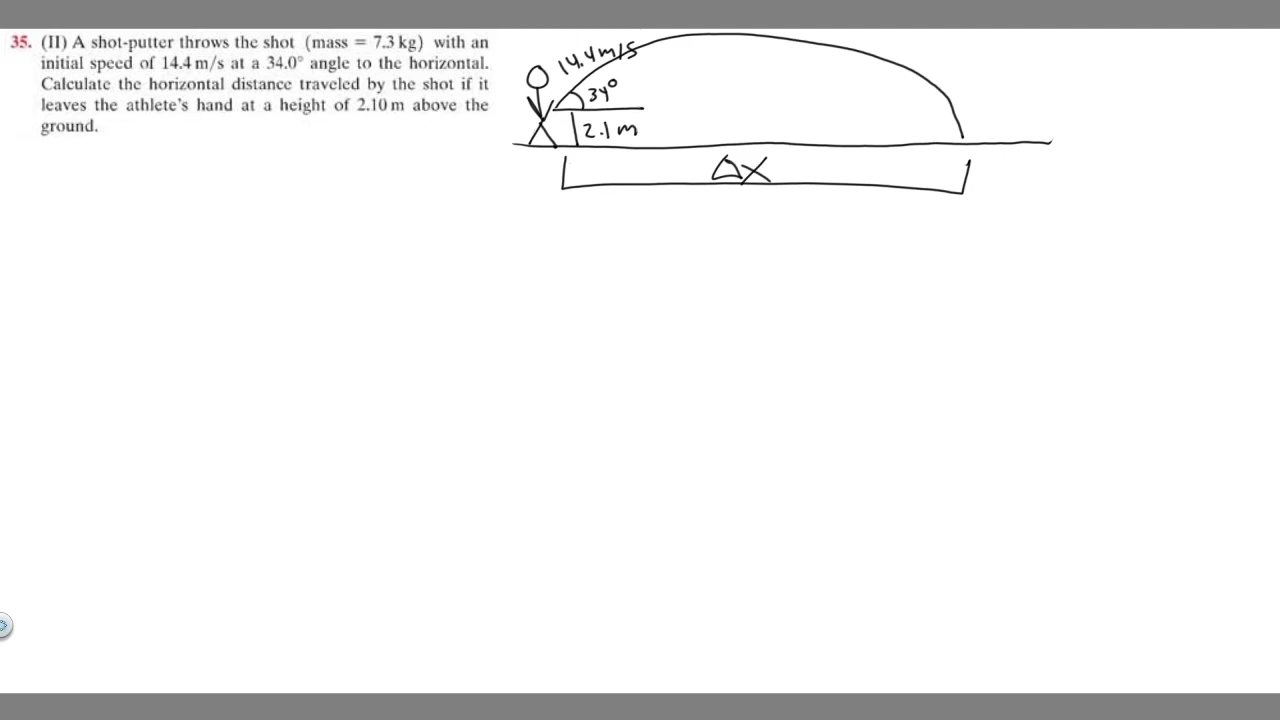 35. (II) A shot-putter throws the shot (mass = 7.3 kg) with an
initial speed of 14.4 m/s at a 34.0° angle to the horizontal.
Calculate the horizontal distance traveled by the shot if it
leaves the athlete's hand at a height of 2.10 m above the
ground.
14.4m/s
34°
2.1m
Δx